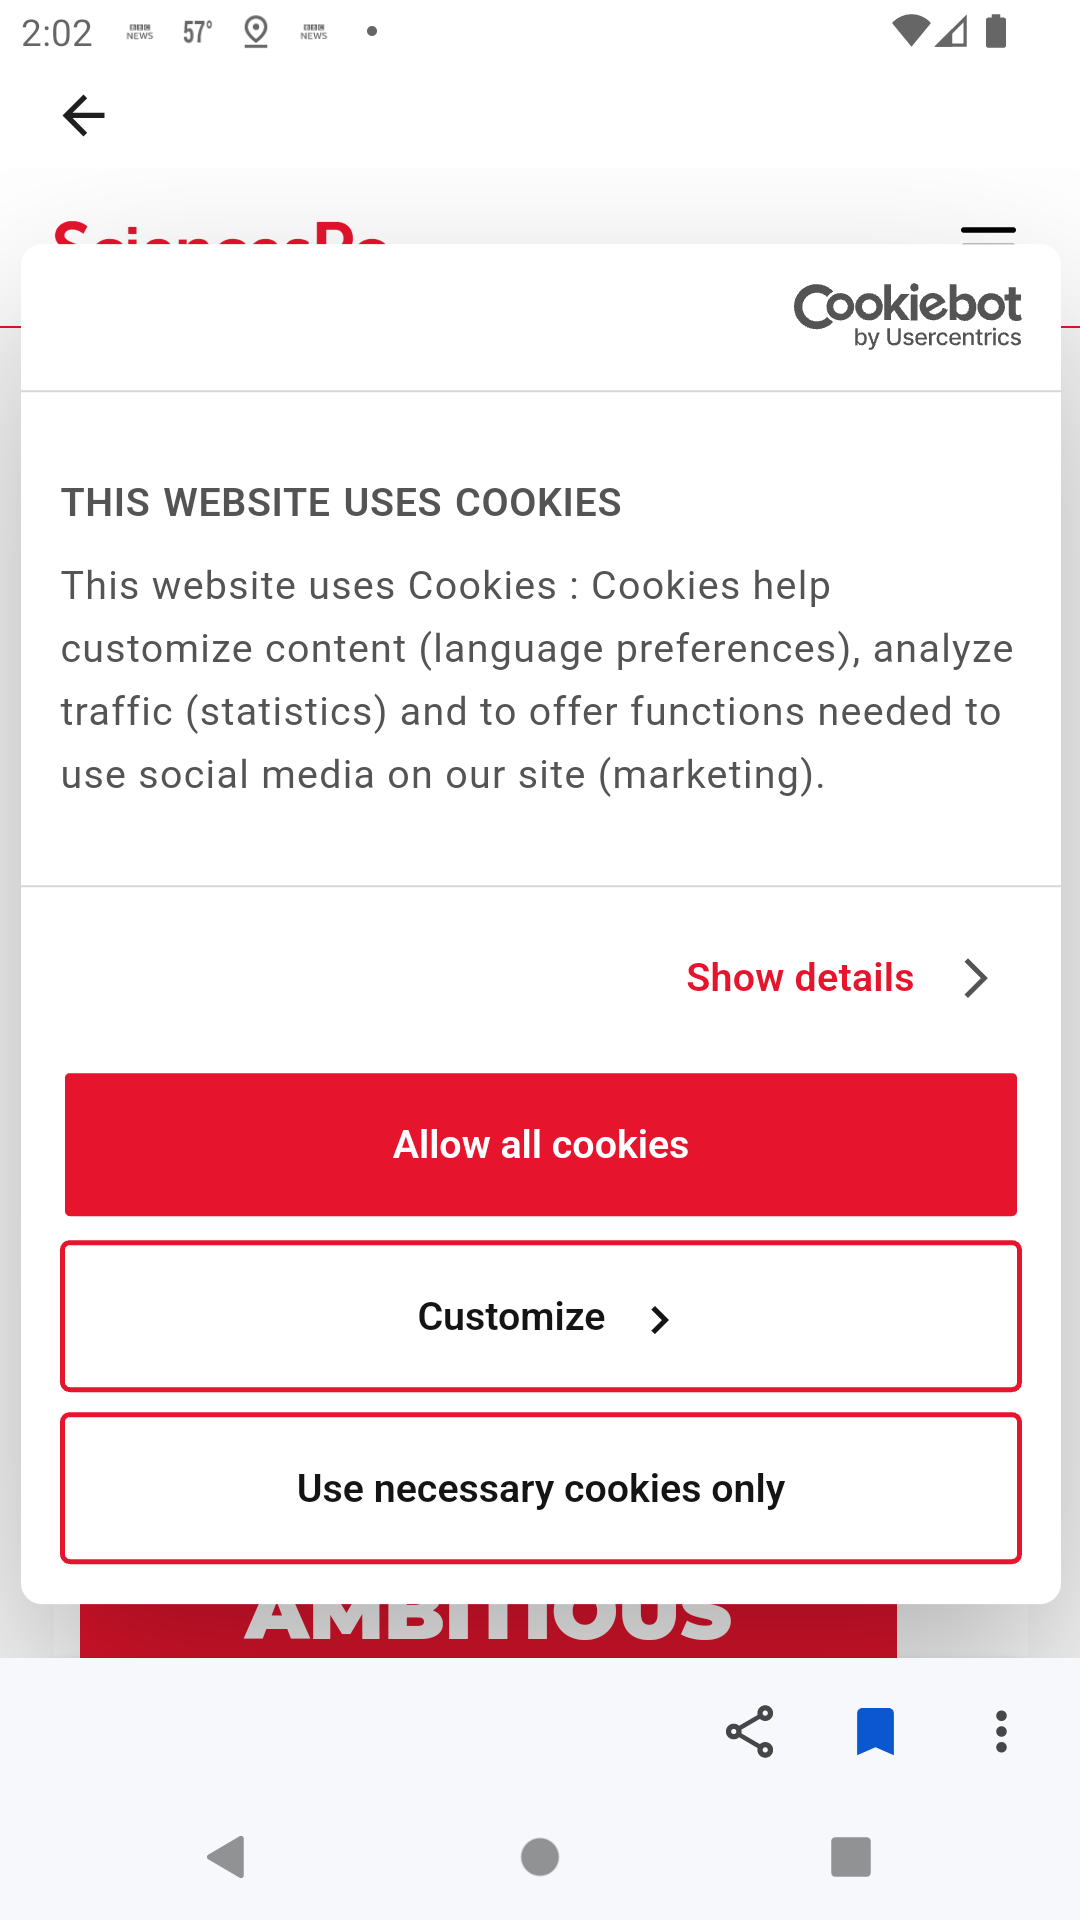 2:02 BBC NEWS 57° BBC NEWS
SciencesPo
Cookiebot
by Usercentrics
THIS WEBSITE USES COOKIES
This website uses Cookies : Cookies help
customize content (language preferences), analyze
traffic (statistics) and to offer functions needed to
use social media on our site (marketing).
Show details
Allow all cookies
Customize
Use necessary cookies only
AMBITIOUS